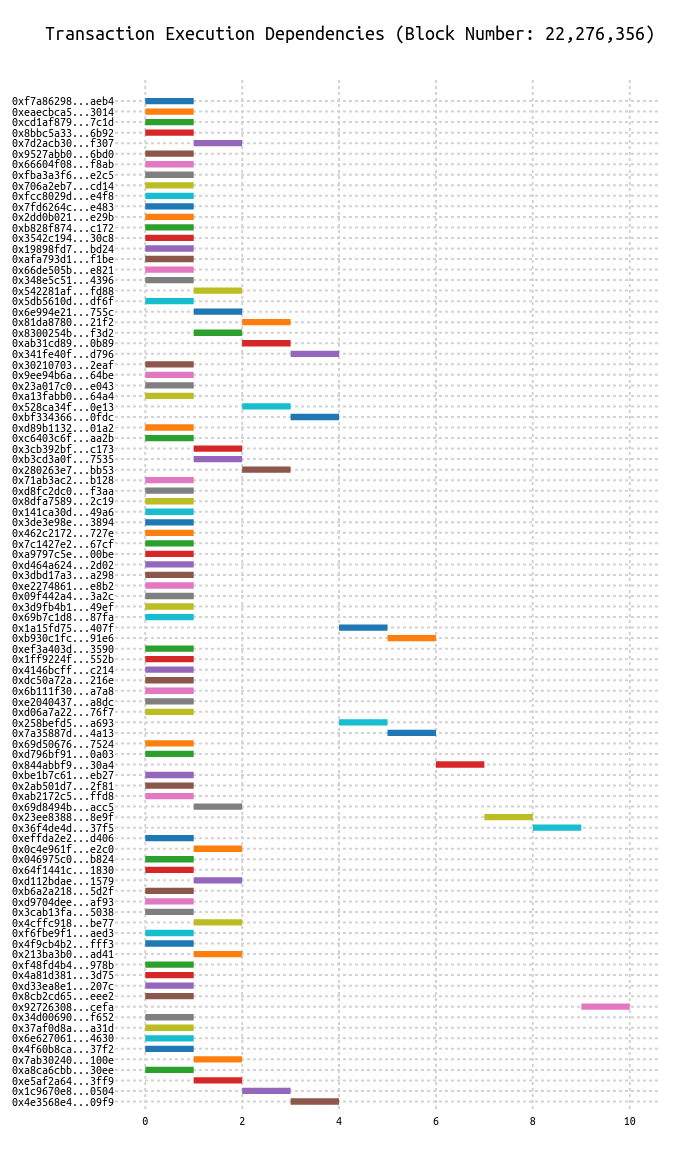 Transaction Execution Dependencies (Block Number: 22,276,356)
0xf7a86298...aeb4
0xeaecbca5...3014
0xcd1af879...7c1d
0x8bbc5a33...6b92
0x7d2acb30...f307
0x9527abb0...6bd0
0x66604f08...f8ab
0xfba3a3f6...e2c5
0x706a2eb7...cd14
0xfcc8029d...e4f8
0x7fd6264c...e483
0x2dd0b021...e29b
0xb828f874...c172
0x3542c194...30c8
0x19898fd7...bd24
0xafa793d1...f1be
0x66de505b...e821
0x348e5c51...4396
0x542281af...fd88
0x5db5610d...df6f
0x6e994e21...755c
0x81da8780...21f2
0x8300254b...f3d2
0xab31cd89...0b89
0x341fe40f...d796
0x30210703...2eaf
0x9ee94b6a...64be
0x23a017c0...e043
0xa13fabb0...64a4
0x528ca34f...0e13
0xbf334366...0fdc
0xd89b1132...01a2
0xc6403c6f...aa2b
0x3cb392bf...c173
0xb3cd3a0f...7535
0x280263e7...bb53
0x71ab3ac2...b128
0xd8fc2dc0...f3aa
0x8dfa7589...2c19
0x141ca30d...49a6
0x3de3e98e...3894
0x462c2172...727e
0x7c1427e2...67cf
0xa9797c5e...00be
0xd464a624...2d02
0x3dbd17a3...a298
0xe2274861...e8b2
0x09f442a4...3a2c
0x3d9fb4b1...49ef
0x69b7c1d8...87fa
0x1a15fd75...407f
0xb930c1fc...91e6
0xef3a403d...3590
0x1ff9224f...552b
0x4146bcff...c214
0xdc50a72a...216e
0x6b111f30...a7a8
0xe2040437...a8dc
0xd06a7a22...76f7
0x258befd5...a693
0x7a35887d...4a13
0x69d50676...7524
0xd796bf91...0a03
0x844abbf9...30a4
0xbe1b7c61...eb27
0x2ab501d7...2f81
0xab2172c5...ffd8
0x69d8494b...acc5
0x23ee8388...8e9f
0x36f4de4d...37f5
0xeffda2e2...d406
0x0c4e961f...e2c0
0x046975c0...b824
0x64f1441c...1830
0xd112bdae...1579
0xb6a2a218...5d2f
0xd9704dee...af93
0x3cab13fa...5038
0x4cffc918...be77
0xf6fbe9f1...aed3
0x4f9cb4b2...fff3
0x213ba3b0...ad41
0xf48fd4b4...978b
0x4a81d381...3d75
0xd33ea8e1...207c
0x8cb2cd65...eee2
0x92726308...cefa
0x34d00690...f652
0x37af0d8a...a31d
0x6e627061...4630
0x4f60b8ca...37f2
0x7ab30240...100e
0xa8ca6cbb...30ee
0xe5af2a64...3ff9
0x1c9670e8...0504
0x4e3568e4...09f9
0 2 4 6 8 10